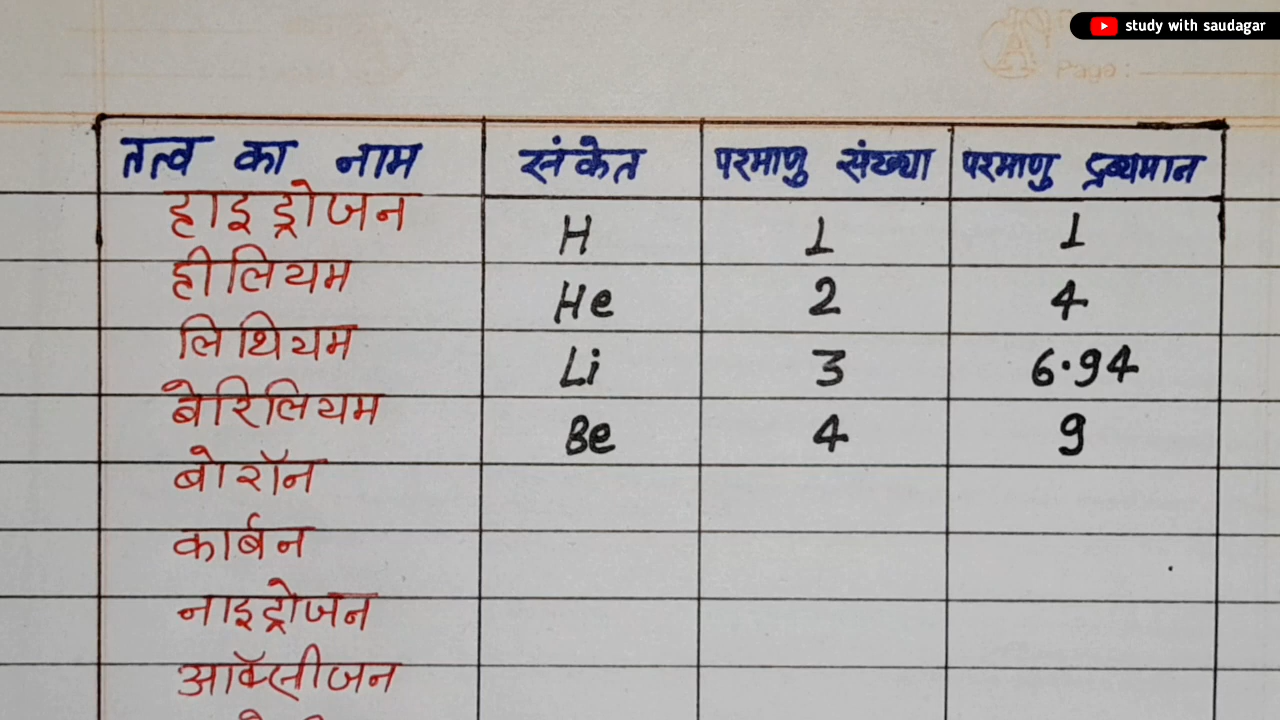 study with saudagar
Page:
तत्व का नाम संकेत परमाणु संख्या परमाणु द्रव्यमान
हाइड्रोजन H 1 1
हीलियम He 2 4
लिथियम Li 3 6.94
बेरिलियम Be 4 9
बोरॉन
कार्बन
नाइट्रोजन
ऑक्सीजन